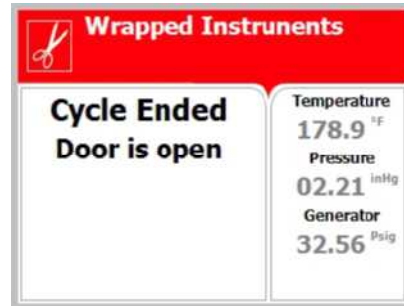 Wrapped Instrunents
Cycle Ended
Door is open
Temperature
178.9 °F
Pressure
02.21 inHg
Generator
32.56 Psig